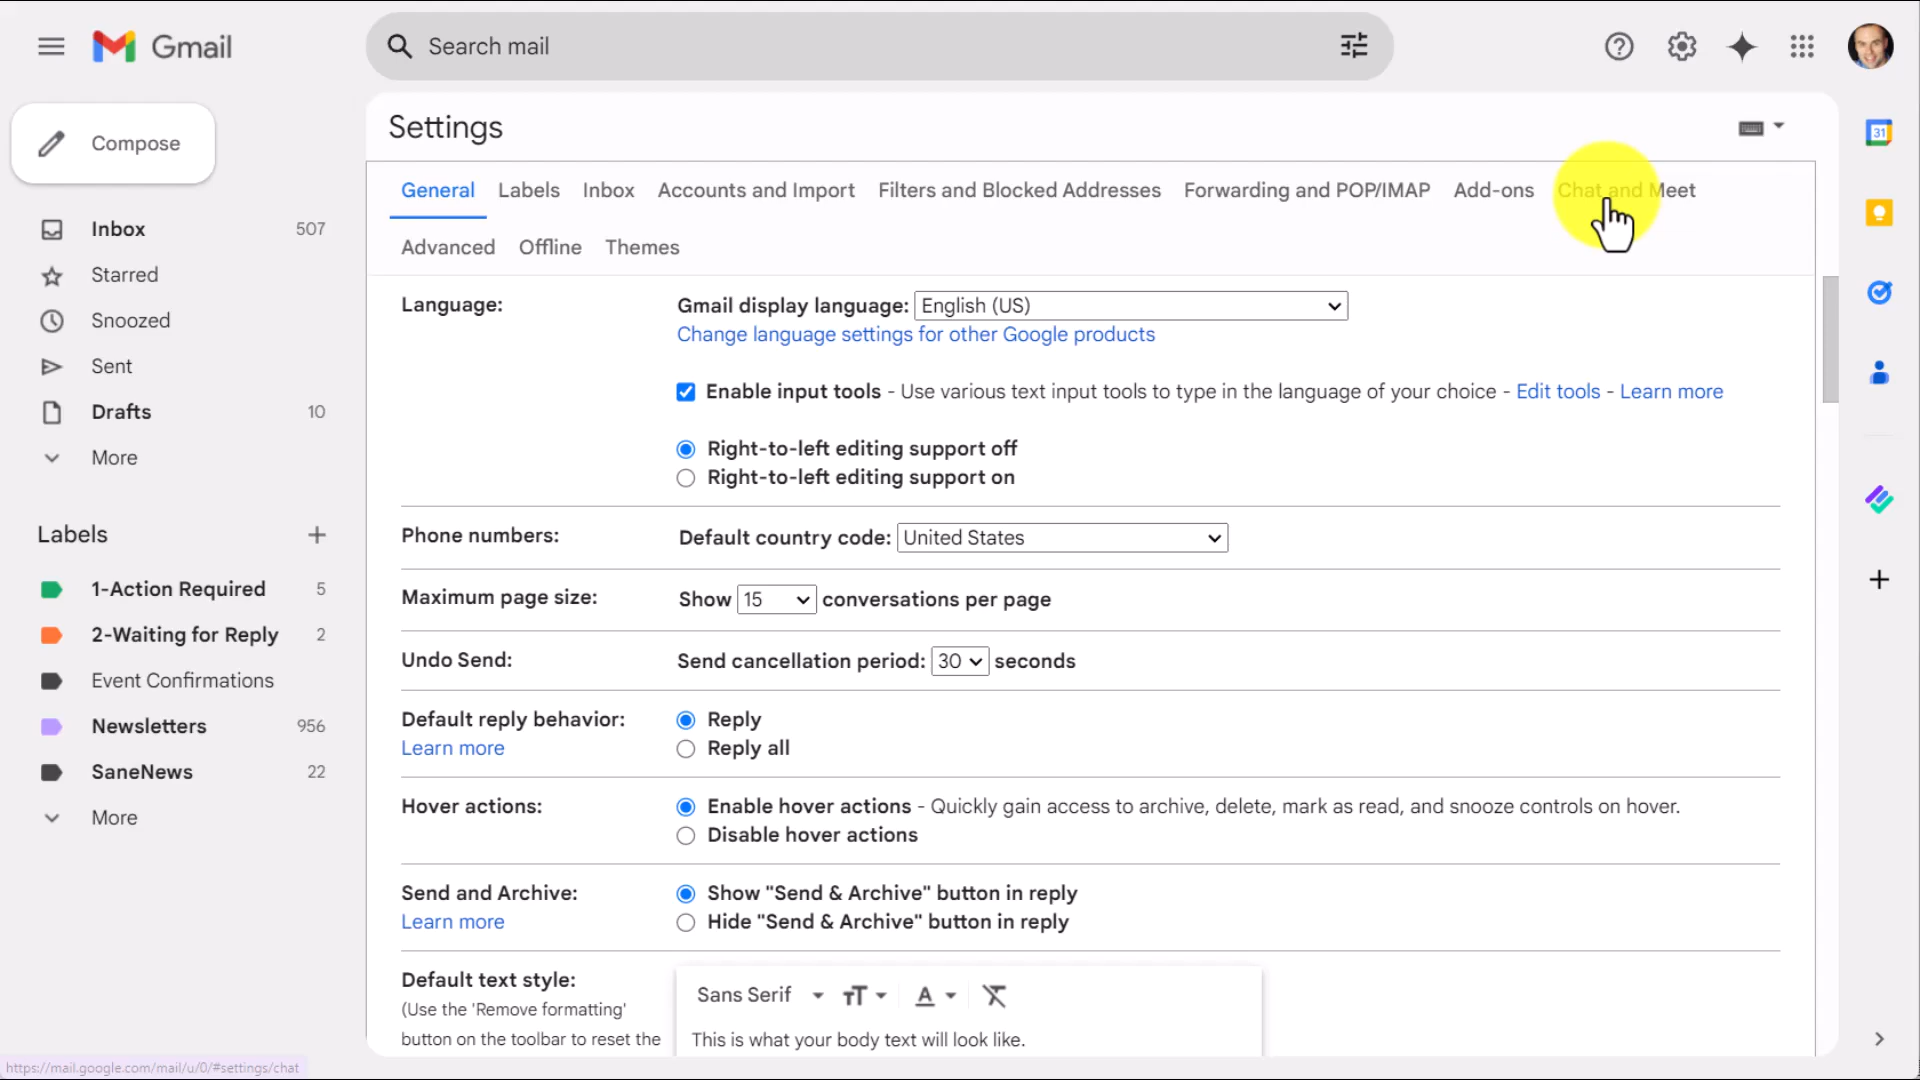 Gmail
Search mail
Compose
Inbox 507
Starred
Snoozed
Sent
Drafts 10
More
Labels
1-Action Required 5
2-Waiting for Reply 2
Event Confirmations
Newsletters 956
SaneNews 22
More
Settings
General Labels Inbox Accounts and Import Filters and Blocked Addresses Forwarding and POP/IMAP Add-ons Chat and Meet
Advanced Offline Themes
Language: Gmail display language: English (US)
Change language settings for other Google products
Enable input tools - Use various text input tools to type in the language of your choice - Edit tools - Learn more
Right-to-left editing support off
Right-to-left editing support on
Phone numbers: Default country code: United States
Maximum page size: Show 15 conversations per page
Undo Send: Send cancellation period: 30 seconds
Default reply behavior: Reply
Learn more Reply all
Hover actions: Enable hover actions - Quickly gain access to archive, delete, mark as read, and snooze controls on hover.
Disable hover actions
Send and Archive: Show "Send & Archive" button in reply
Learn more Hide "Send & Archive" button in reply
Default text style:
(Use the 'Remove formatting'
button on the toolbar to reset the
Sans Serif
This is what your body text will look like.
31
https://mail.google.com/mail/u/0/#settings/chat